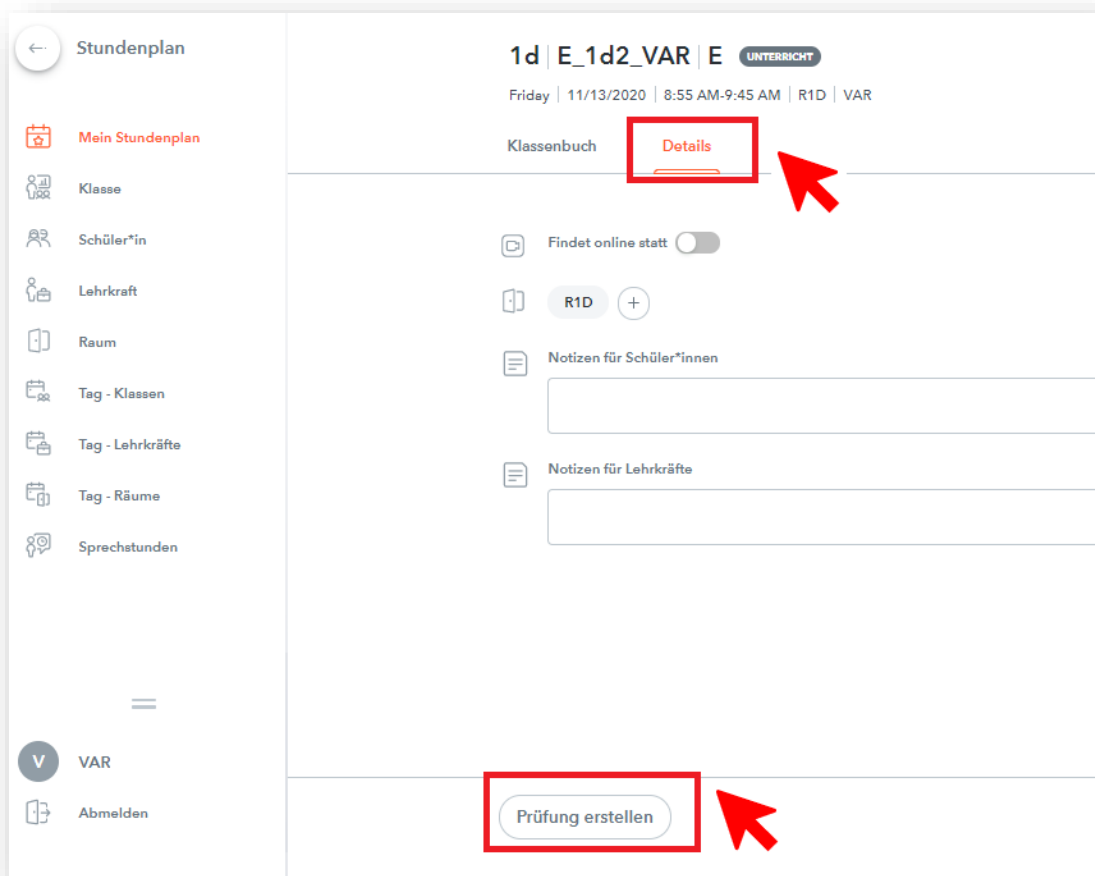 Stundenplan
Mein Stundenplan
Klasse
Schüler*in
Lehrkraft
Raum
Tag - Klassen
Tag - Lehrkräfte
Tag - Räume
Sprechstunden
V VAR
Abmelden
1d | E_1d2_VAR | E UNTERRICHT
Friday | 11/13/2020 | 8:55 AM-9:45 AM | R1D | VAR
Klassenbuch Details
Findet online statt
R1D +
Notizen für Schüler*innen
Notizen für Lehrkräfte
Prüfung erstellen